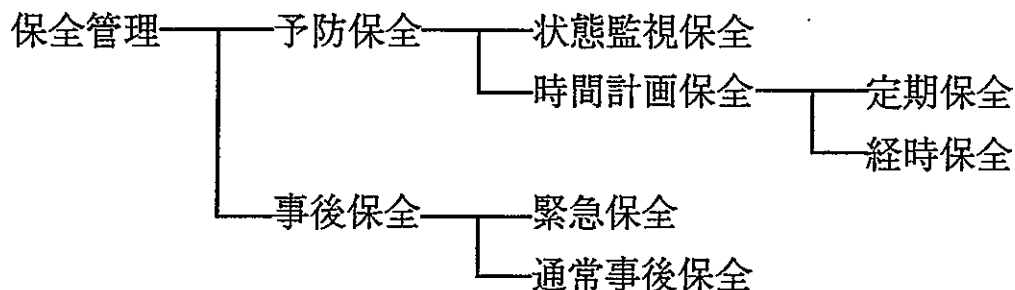 保全管理 予防保全 状態監視保全
時間計画保全 定期保全
経時保全
事後保全 緊急保全
通常事後保全